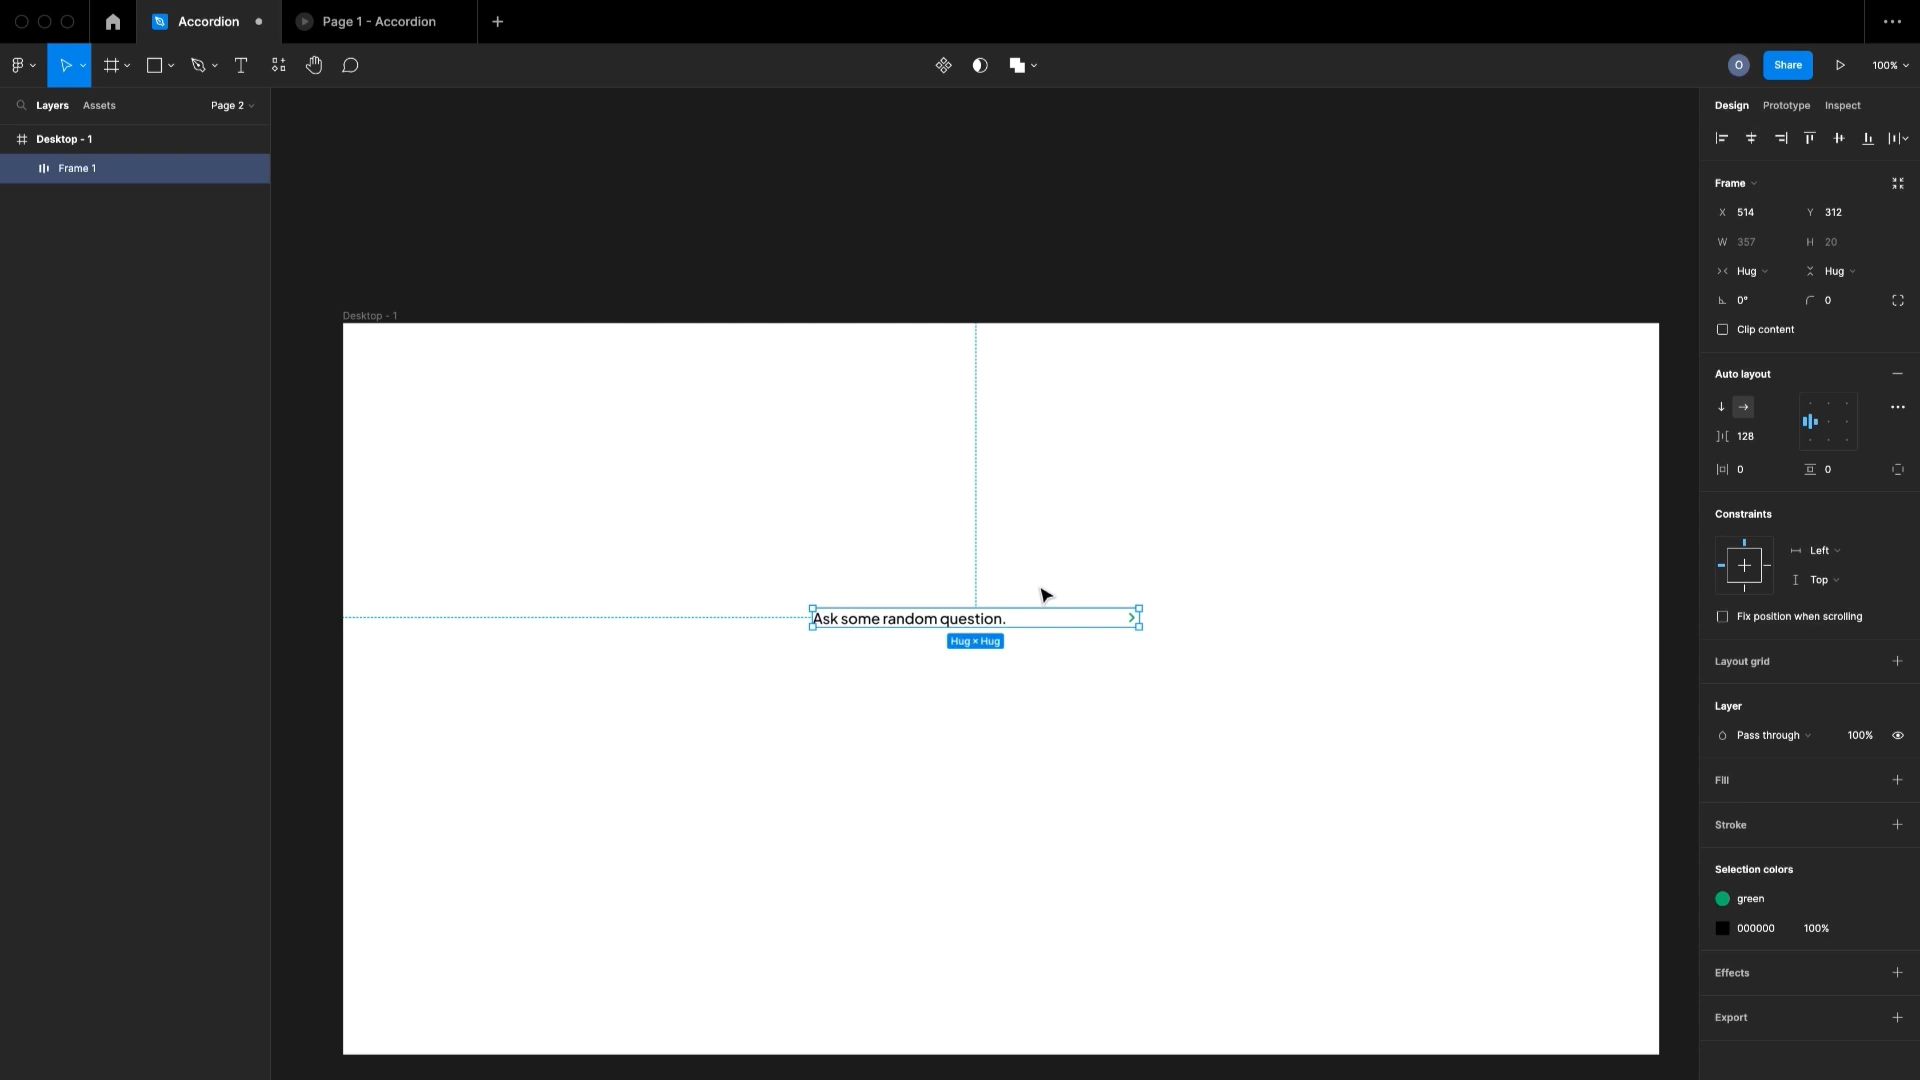 Accordion
Page 1 - Accordion
Share
100%
Layers
Assets
Page 2
Design
Prototype
Inspect
Desktop - 1
Frame 1
Frame
X 514
Y 312
W 357
H 20
Hug
Hug
0°
0
Clip content
Auto layout
128
0
0
Constraints
Left
Top
Fix position when scrolling
Layout grid
Layer
Pass through
100%
Fill
Stroke
Selection colors
green
000000
100%
Effects
Export
O
Desktop - 1
Ask some random question.
Hug × Hug